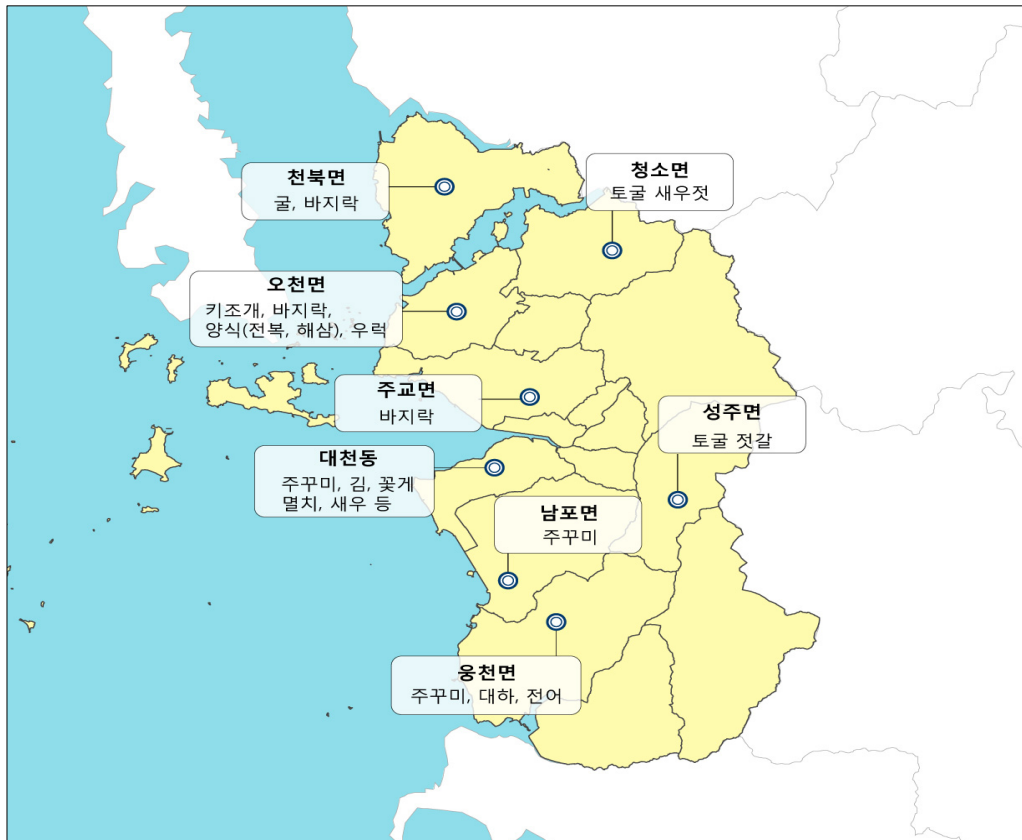 천북면
굴, 바지락
청소면
토굴 새우젓
오천면
키조개, 바지락,
양식(전복, 해삼), 우럭
주교면
바지락
성주면
토굴 젓갈
대천동
주꾸미, 김, 꽃게
멸치, 새우 등
남포면
주꾸미
웅천면
주꾸미, 대하, 전어